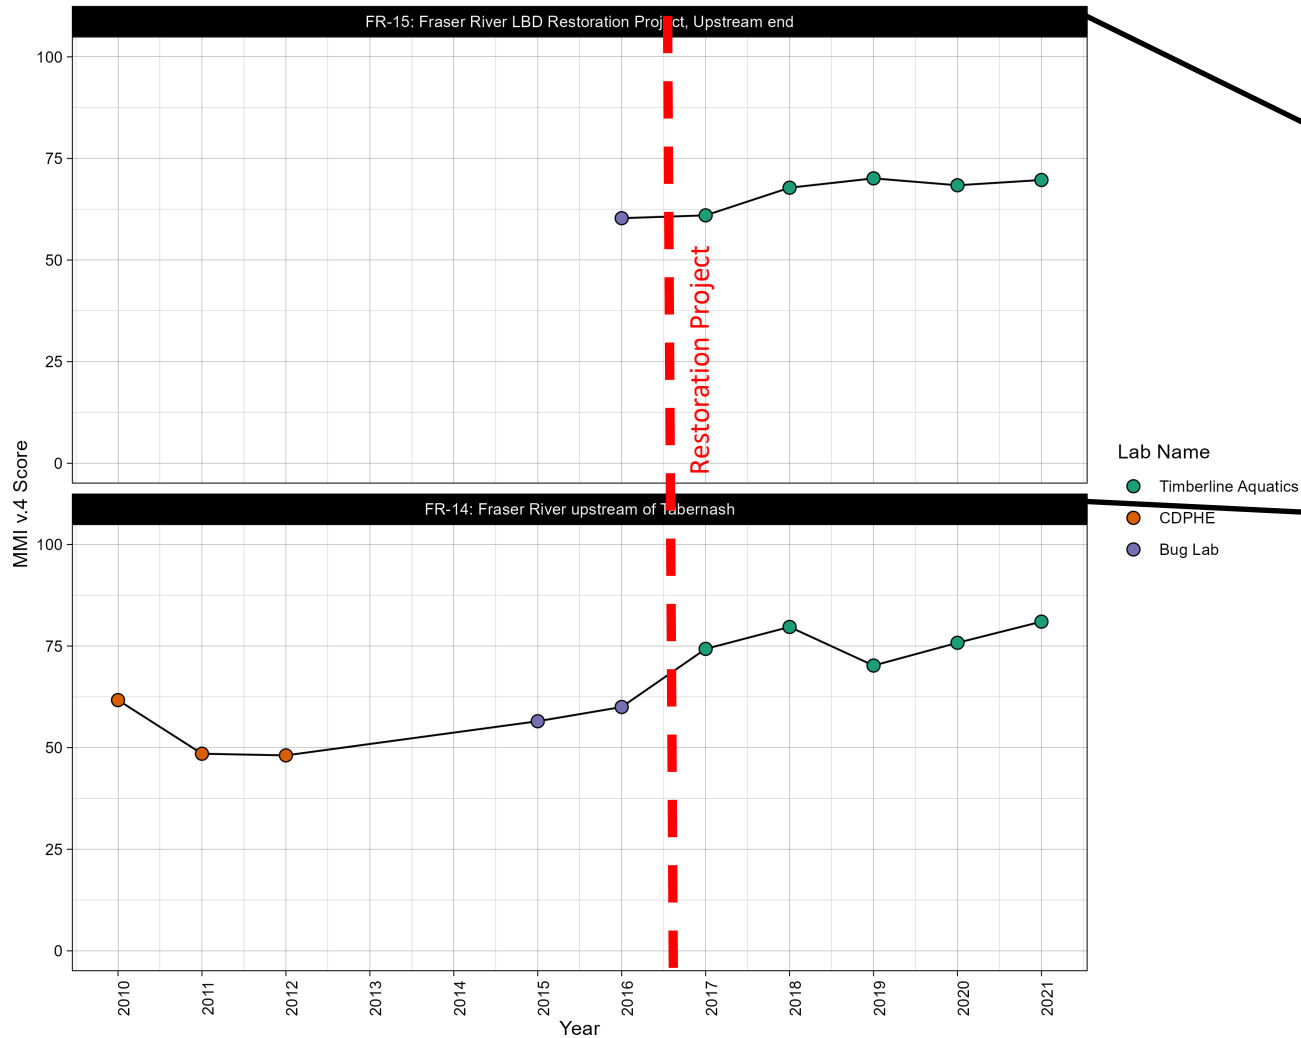 FR-15: Fraser River LBD Restoration Project, Upstream end
100
75
50
25
0
Restoration Project
FR-14: Fraser River upstream of Tabernash
100
75
50
25
0
MMI v.4 Score
2010
2011
2012
2013
2014
2015
2016
2017
2018
2019
2020
2021
Year
Lab Name
Timberline Aquatics
CDPHE
Bug Lab